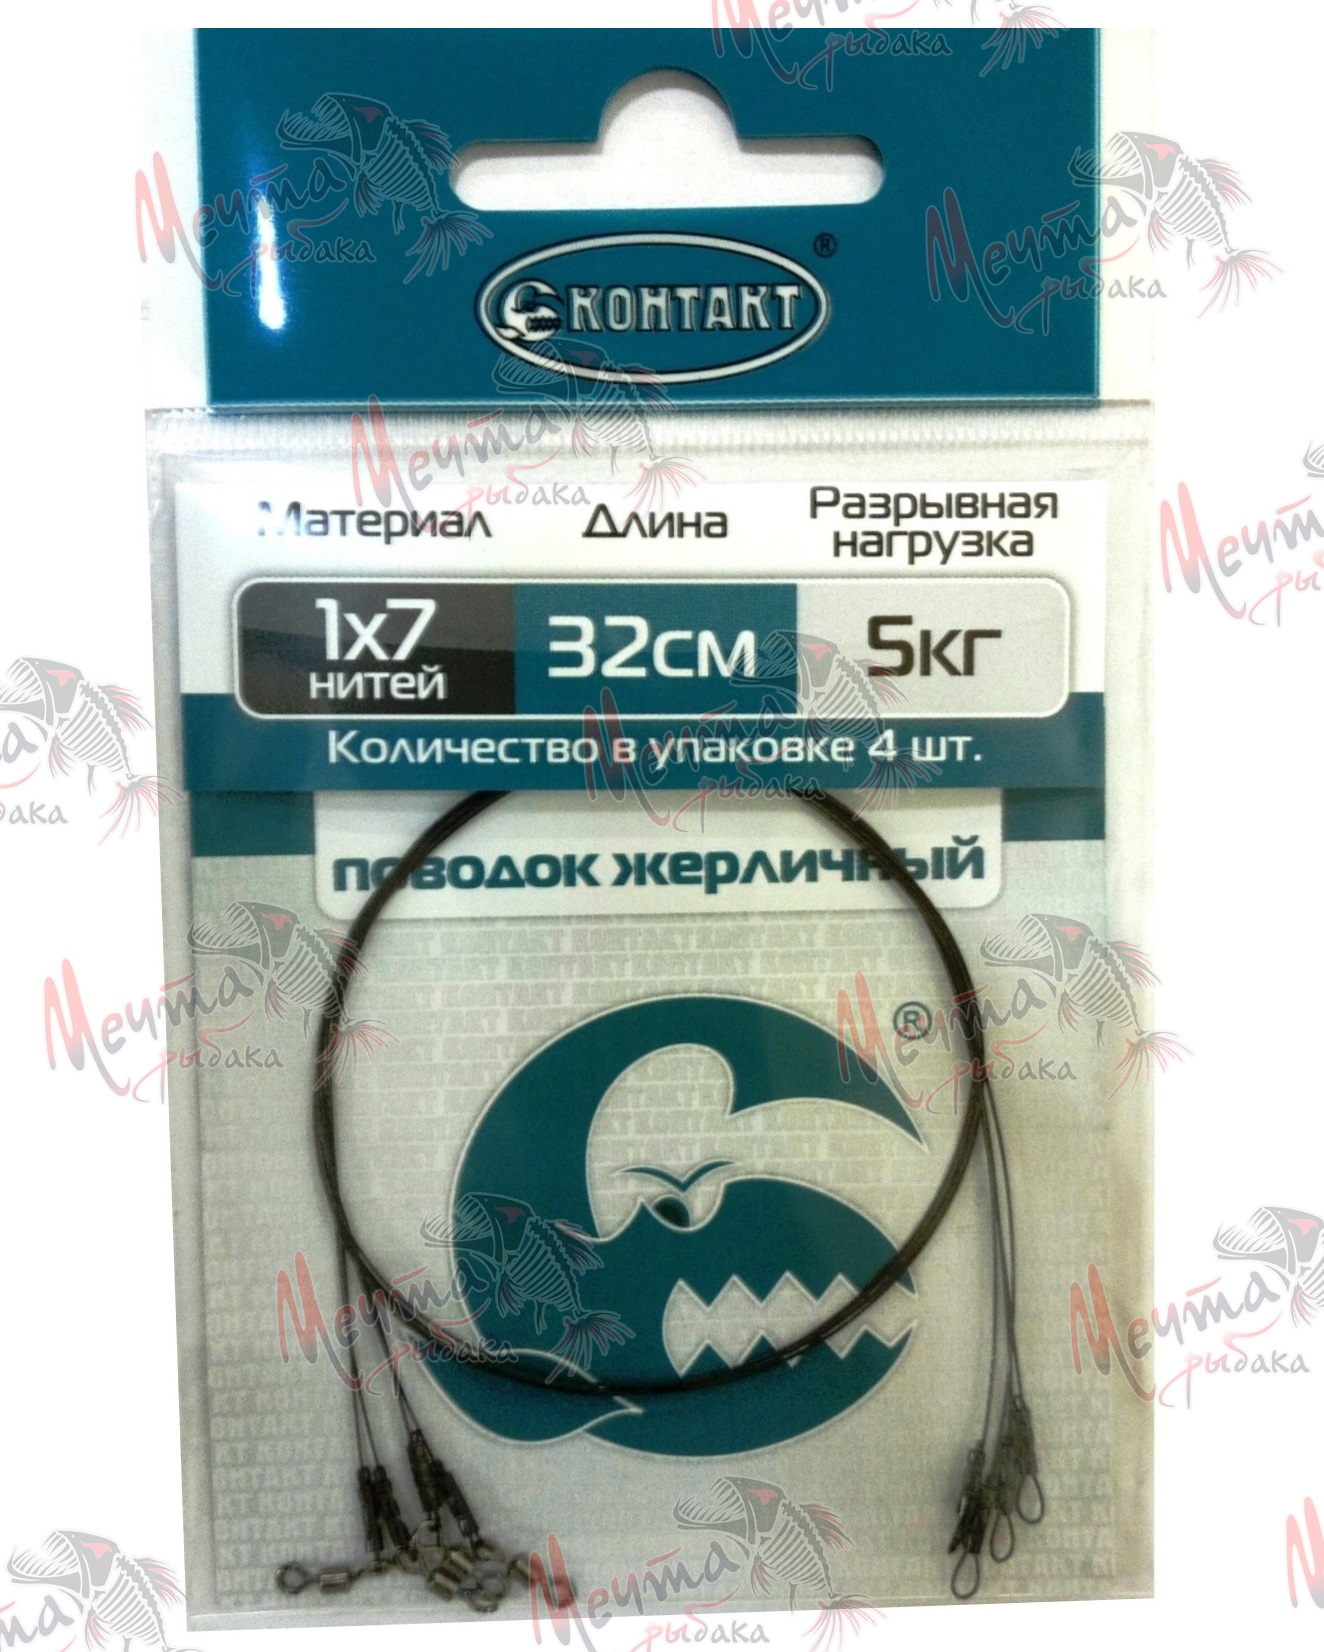 КОНТАКТ ®
Материал Длина Разрывная нагрузка
1х7 нитей 32см 5кг
Количество в упаковке 4 шт.
поводок жерличный
®
Мечта рыбака